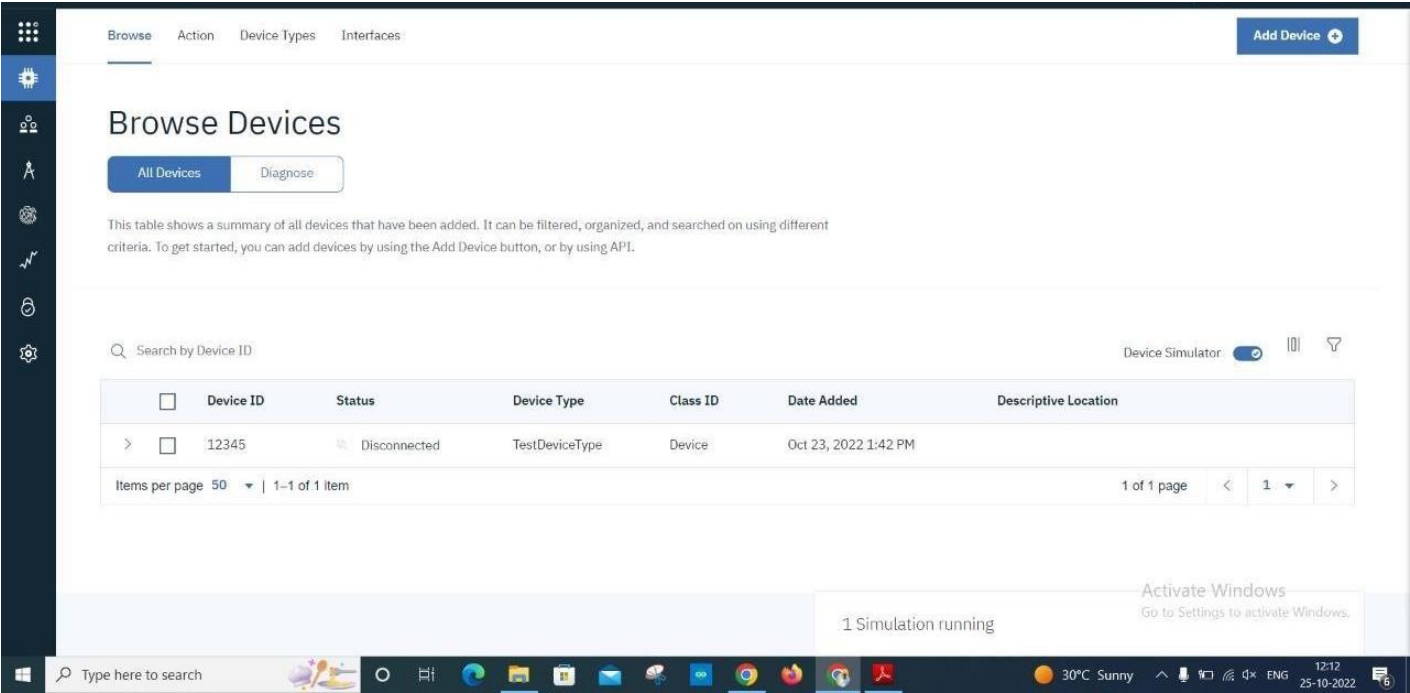 Browse Action Device Types Interfaces Add Device
Browse Devices
All Devices Diagnose
This table shows a summary of all devices that have been added. It can be filtered, organized, and searched on using different
criteria. To get started, you can add devices by using the Add Device button, or by using API.
Search by Device ID Device Simulator
Device ID Status Device Type Class ID Date Added Descriptive Location
12345 Disconnected TestDeviceType Device Oct 23, 2022 1:42 PM
Items per page 50 | 1–1 of 1 item 1 of 1 page 1
Activate Windows
Go to Settings to activate Windows.
1 Simulation running
Type here to search 30°C Sunny ENG 12:12
25-10-2022 6